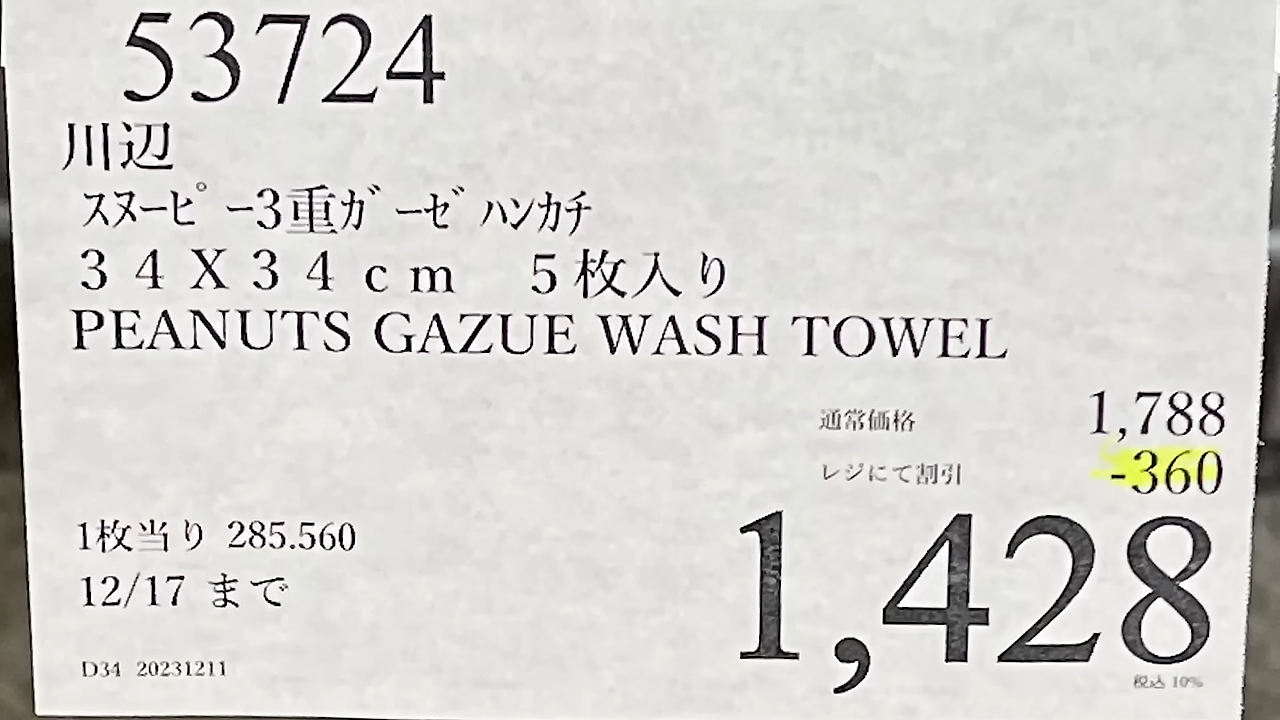 53724
川辺
ｽﾇｰﾋﾟｰ3重ｶﾞｰｾﾞﾊﾝｶﾁ
３４Ｘ３４ｃｍ　５枚入り
PEANUTS GAZUE WASH TOWEL
通常価格 1,788
レジにて割引 -360
1枚当り 285.560
1,428
12/17 まで
D34 20231211
税込 10%